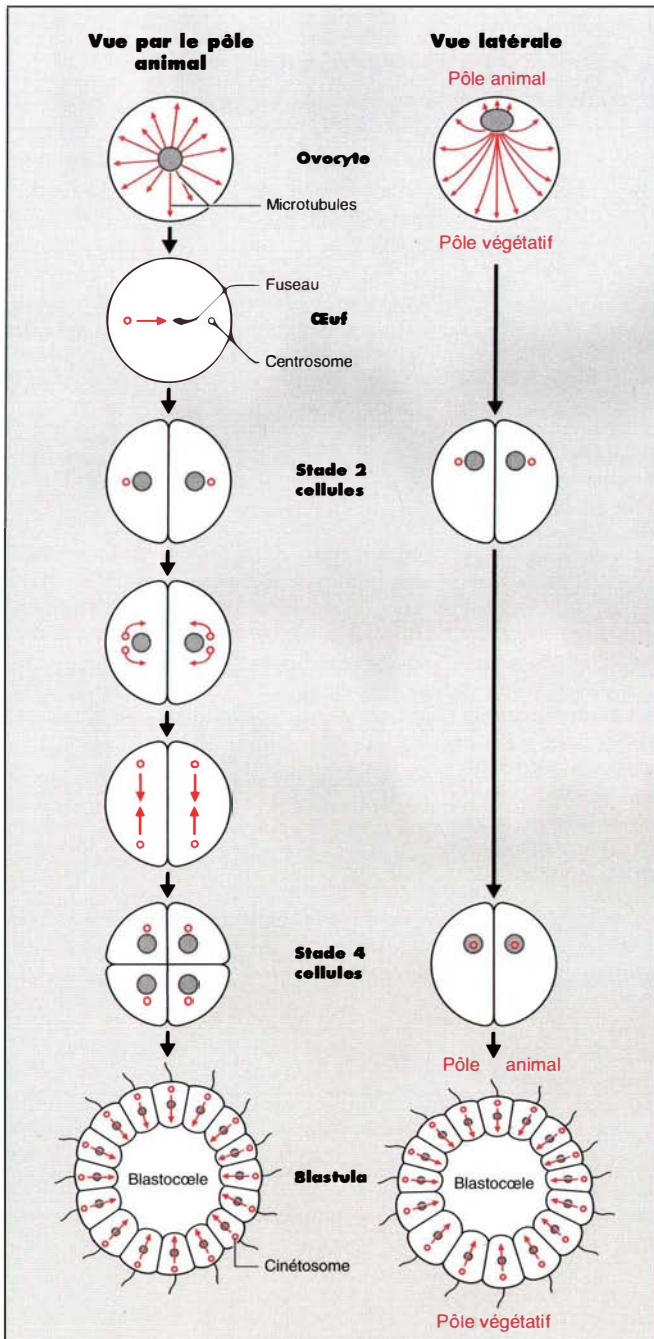 Vue par le pôle
animal
Vue latérale
Pôle animal
Ovocyte
Microtubules
Pôle végétatif
Fuseau
Œuf
Centrosome
Stade 2
cellules
Stade 4
cellules
Pôle animal
Blastocœle
Blastula
Blastocœle
Cinétosome
Pôle végétatif